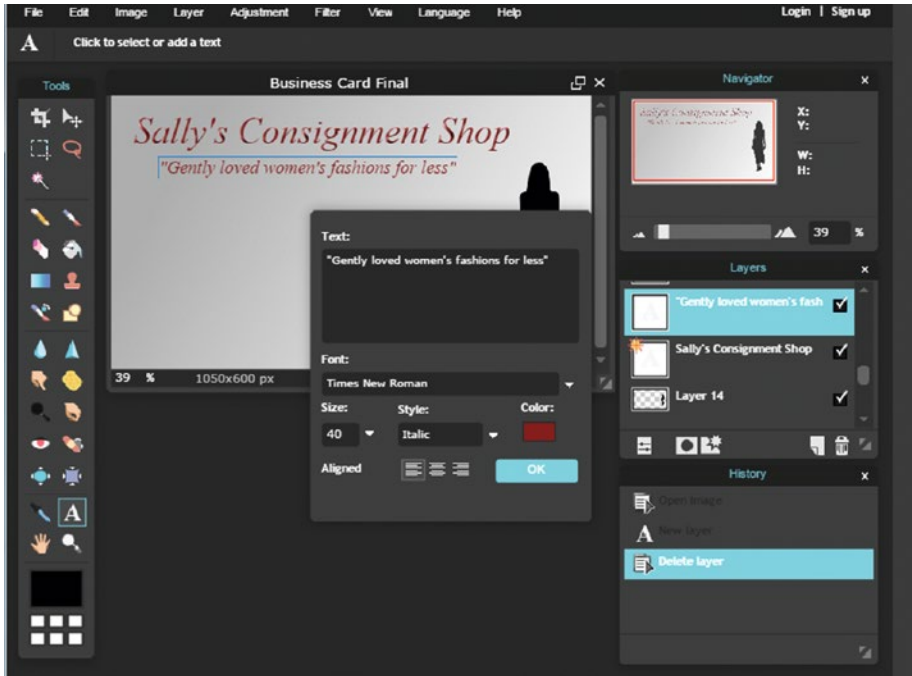 File Edit Image Layer Adjustment Filter View Language Help Login | Sign up
A Click to select or add a text
Tools
Business Card Final
Sally's Consignment Shop
"Gently loved women's fashions for less"
39 % 1050x600 px
Text:
"Gently loved women's fashions for less"
Font:
Times New Roman
Size: Style: Color:
40 Italic
Aligned OK
A
Navigator
Sally's Consignment Shop
X:
Y:
W:
H:
39 %
Layers
"Gently loved women's fash
Sally's Consignment Shop
Layer 14
History
Open image
A New layer
Delete layer